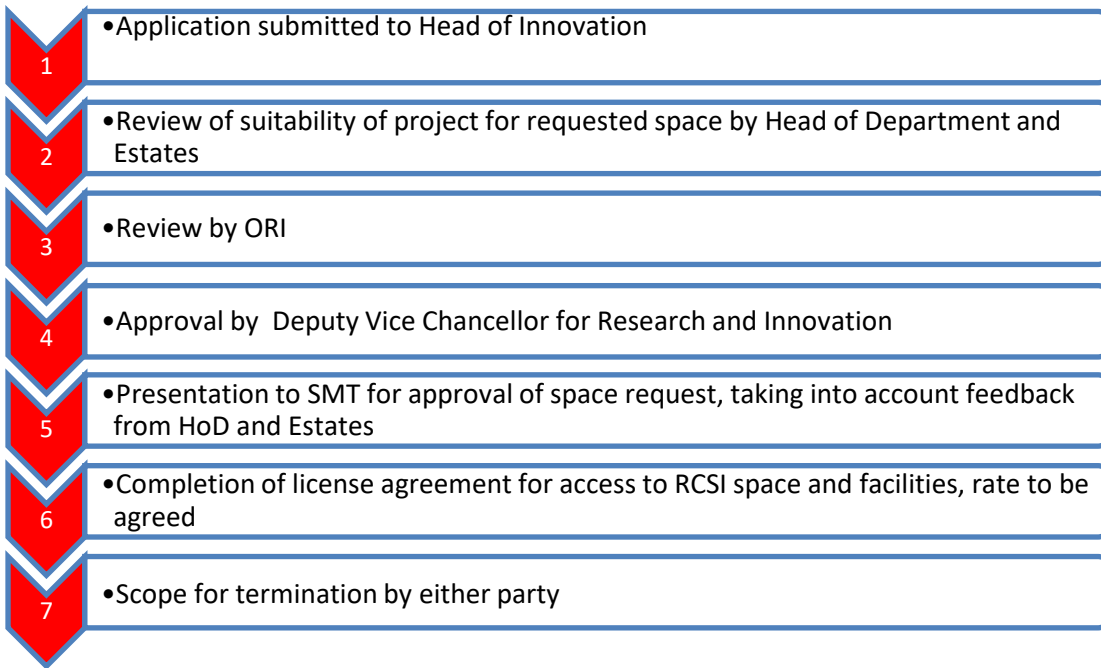 1
•Application submitted to Head of Innovation
2
•Review of suitability of project for requested space by Head of Department and
Estates
3
•Review by ORI
4
•Approval by  Deputy Vice Chancellor for Research and Innovation
5
•Presentation to SMT for approval of space request, taking into account feedback
from HoD and Estates
6
•Completion of license agreement for access to RCSI space and facilities, rate to be
agreed
7
•Scope for termination by either party